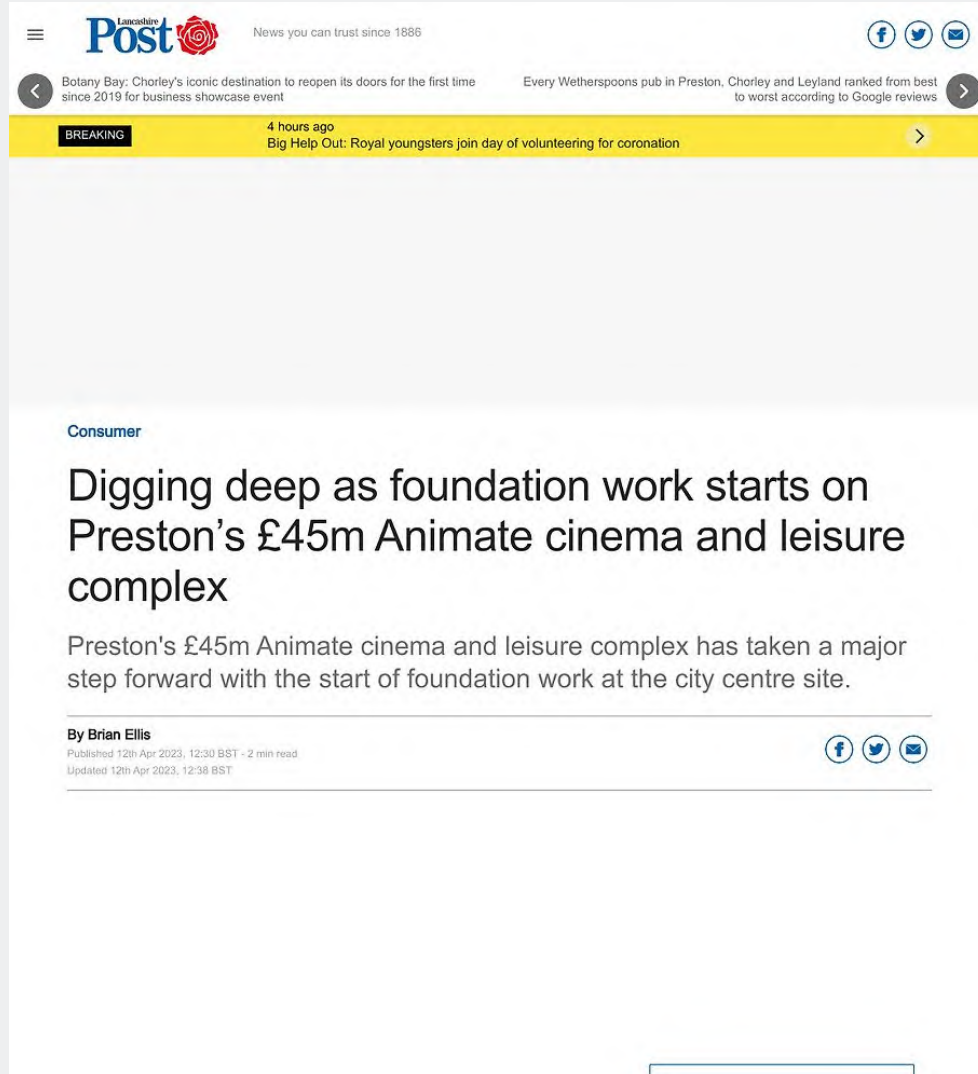 Lancashire
Post
News you can trust since 1886
Botany Bay: Chorley's iconic destination to reopen its doors for the first time
since 2019 for business showcase event
Every Wetherspoons pub in Preston, Chorley and Leyland ranked from best
to worst according to Google reviews
BREAKING
4 hours ago
Big Help Out: Royal youngsters join day of volunteering for coronation
Consumer
Digging deep as foundation work starts on
Preston’s £45m Animate cinema and leisure
complex
Preston's £45m Animate cinema and leisure complex has taken a major
step forward with the start of foundation work at the city centre site.
By Brian Ellis
Published 12th Apr 2023, 12:30 BST - 2 min read
Updated 12th Apr 2023, 12:38 BST